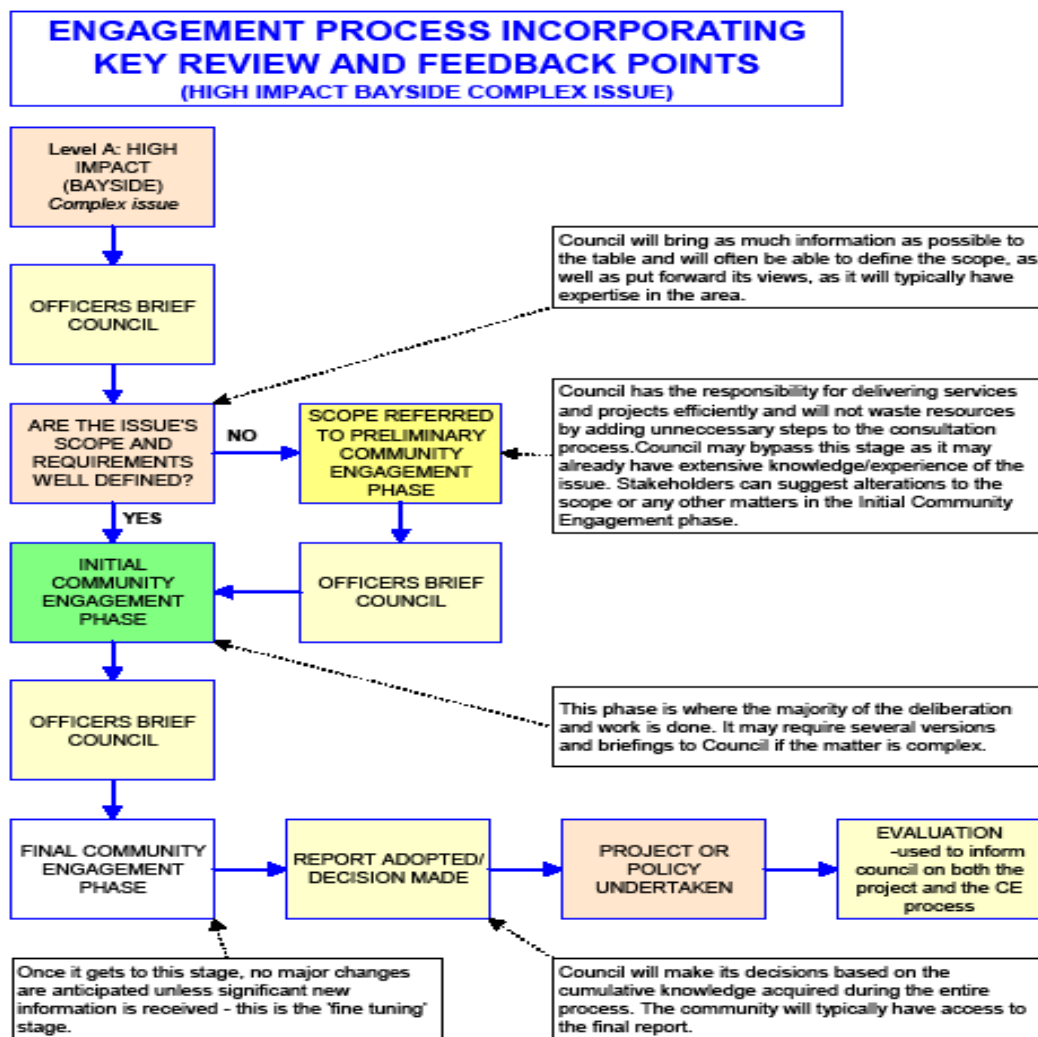 ENGAGEMENT PROCESS INCORPORATING
KEY REVIEW AND FEEDBACK POINTS
(HIGH IMPACT BAYSIDE COMPLEX ISSUE)
Level A: HIGH
IMPACT
(BAYSIDE)
Complex issue
OFFICERS BRIEF
COUNCIL
Council will bring as much information as possible to
the table and will often be able to define the scope, as
well as put forward its views, as it will typically have
expertise in the area.
ARE THE ISSUE'S
SCOPE AND
REQUIREMENTS
WELL DEFINED?
NO
YES
SCOPE REFERRED
TO PRELIMINARY
COMMUNITY
ENGAGEMENT
PHASE
Council has the responsibility for delivering services
and projects efficiently and will not waste resources
by adding unneccessary steps to the consultation
process.Council may bypass this stage as it may
already have extensive knowledge/experience of the
issue. Stakeholders can suggest alterations to the
scope or any other matters in the Initial Community
Engagement phase.
INITIAL
COMMUNITY
ENGAGEMENT
PHASE
OFFICERS BRIEF
COUNCIL
OFFICERS BRIEF
COUNCIL
This phase is where the majority of the deliberation
and work is done. It may require several versions
and briefings to Council if the matter is complex.
FINAL COMMUNITY
ENGAGEMENT
PHASE
REPORT ADOPTED/
DECISION MADE
PROJECT OR
POLICY
UNDERTAKEN
EVALUATION
-used to inform
council on both the
project and the CE
process
Once it gets to this stage, no major changes
are anticipated unless significant new
information is received - this is the 'fine tuning'
stage.
Council will make its decisions based on the
cumulative knowledge acquired during the entire
process. The community will typically have access to
the final report.